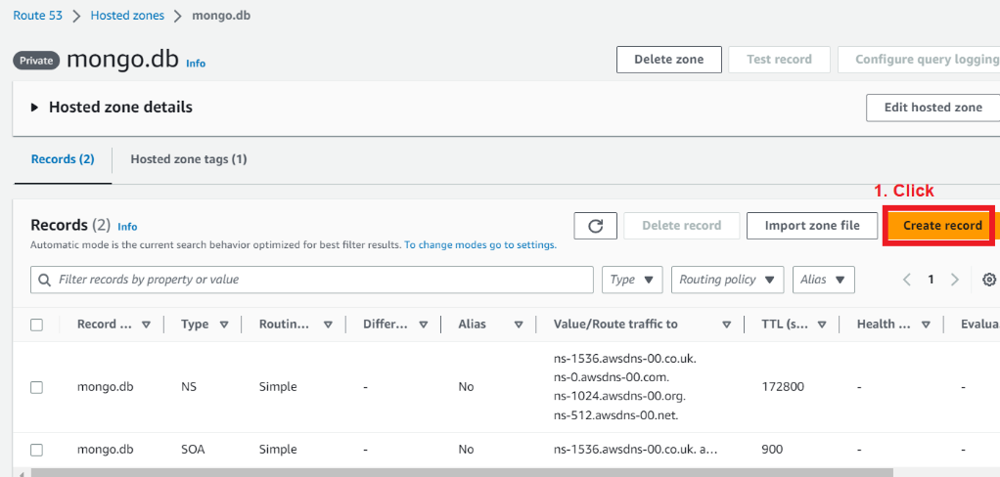 Route 53 > Hosted zones > mongo.db
Private mongo.db Info
Delete zone
Test record
Configure query logging
Hosted zone details
Edit hosted zone
Records (2)
Hosted zone tags (1)
1. Click
Records (2) Info
Automatic mode is the current search behavior optimized for best filter results. To change modes go to settings.
Delete record
Import zone file
Create record
Filter records by property or value
Type
Routing policy
Alias
1
Record ... Type Routin... Differ... Alias Value/Route traffic to TTL (s... Health ... Evalua
mongo.db NS Simple - No
ns-1536.awsdns-00.co.uk.
ns-0.awsdns-00.com.
ns-1024.awsdns-00.org.
ns-512.awsdns-00.net.
172800 - -
mongo.db SOA Simple - No ns-1536.awsdns-00.co.uk. a... 900 - -